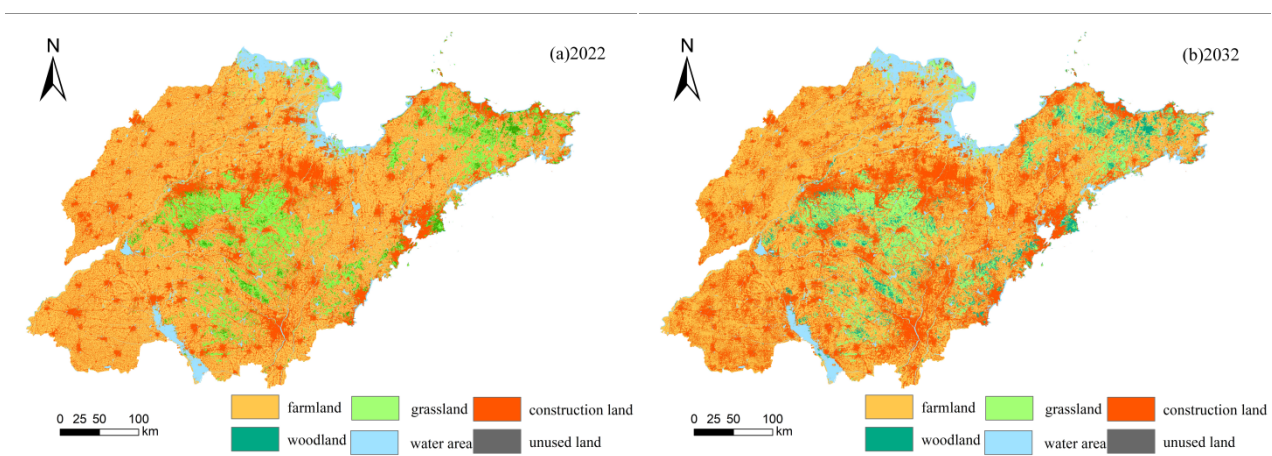 N
(a)2022
farmland
grassland
construction land
0 25 50 100
km
woodland
water area
unused land
N
(b)2032
farmland
grassland
construction land
0 25 50 100
km
woodland
water area
unused land